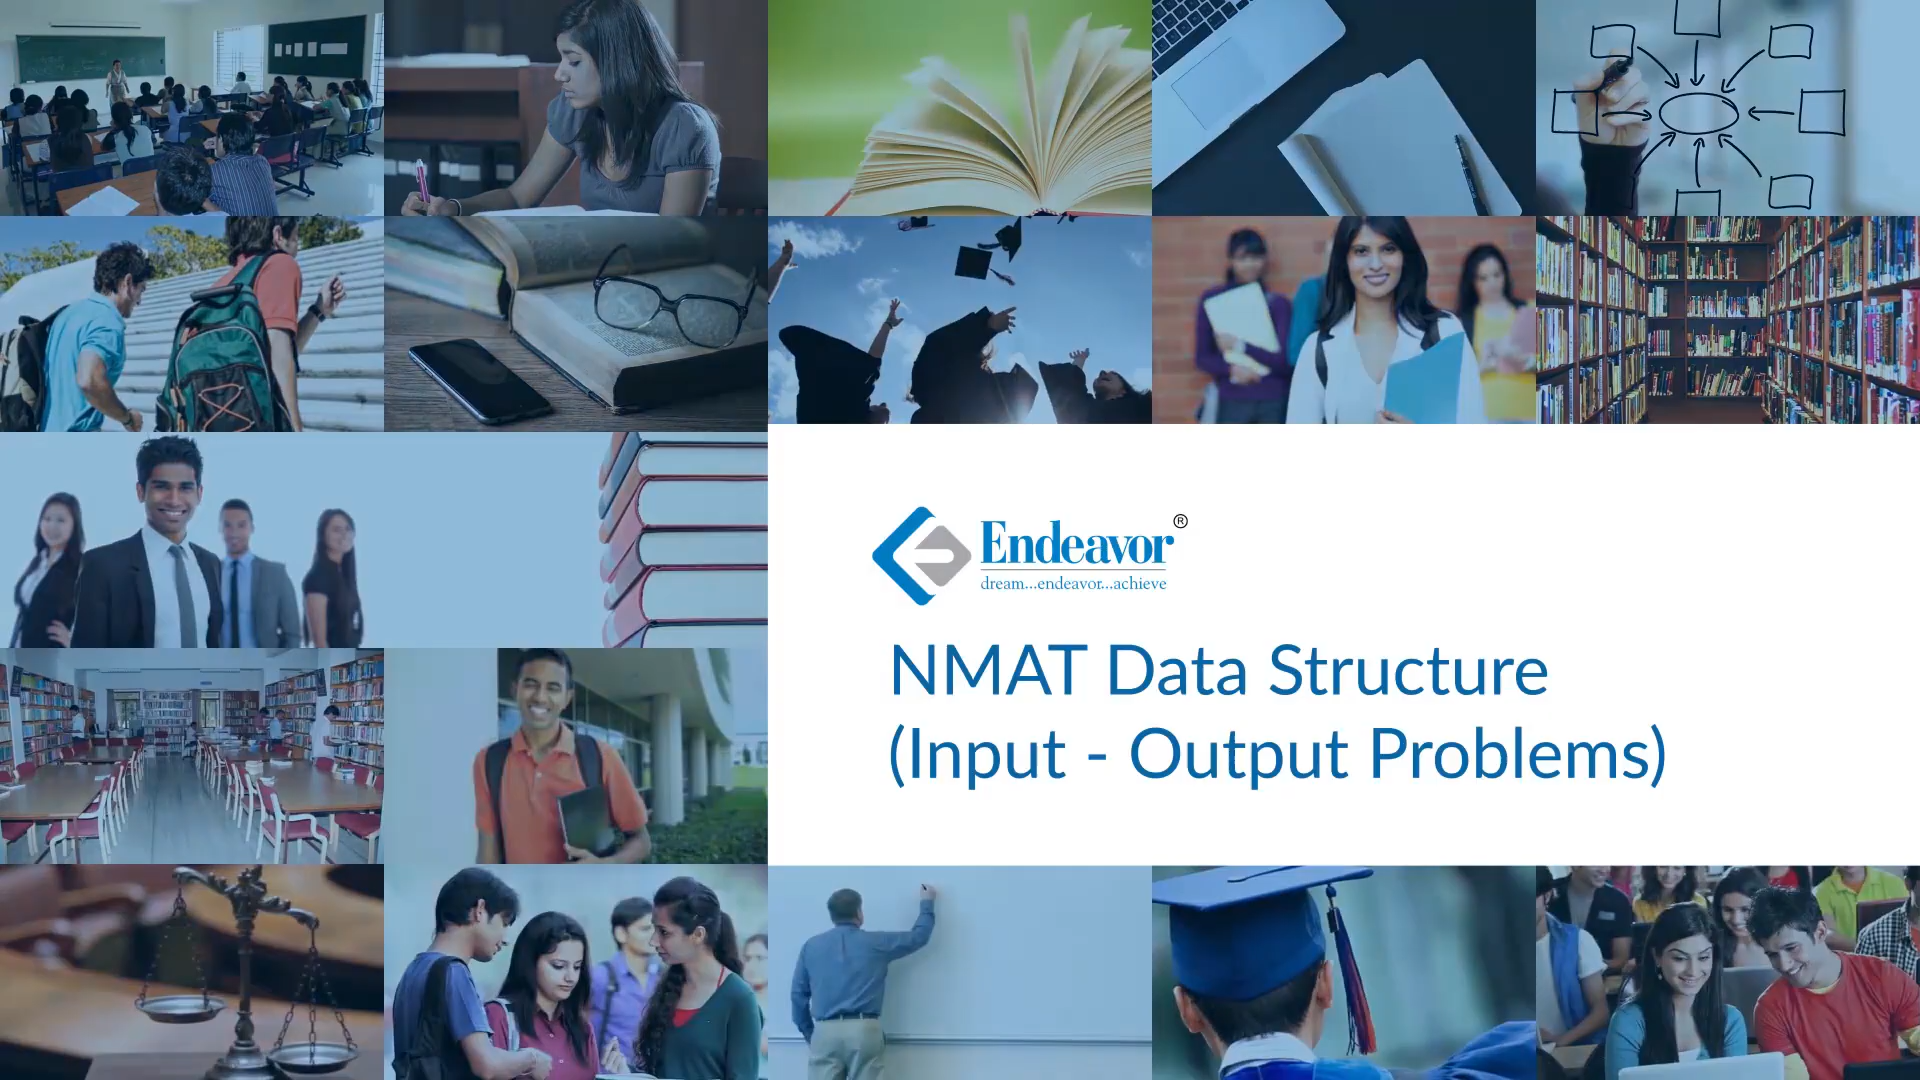 Endeavor®
dream...endeavor...achieve
NMAT Data Structure
(Input - Output Problems)